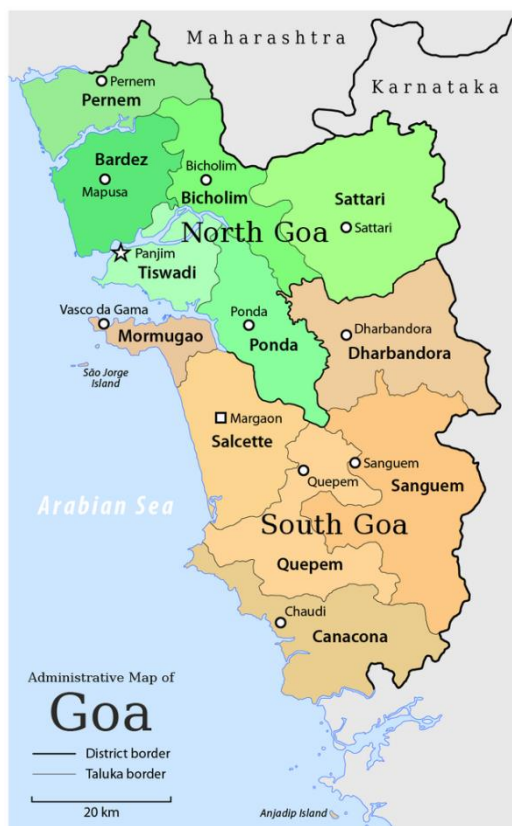 Maharashtra
Karnataka
Pernem
Pernem
Bardez
Mapusa
Bicholim
Bicholim
Sattari
Sattari
North Goa
Panjim
Tiswadi
Vasco da Gama
Mormugao
Ponda
Ponda
Dharbandora
Dharbandora
São Jorge
Island
Margaon
Salcette
Quepem
Sanguem
Sanguem
Arabian Sea
South Goa
Quepem
Chaudi
Canacona
Administrative Map of
Goa
District border
Taluka border
20 km
Anjadip Island